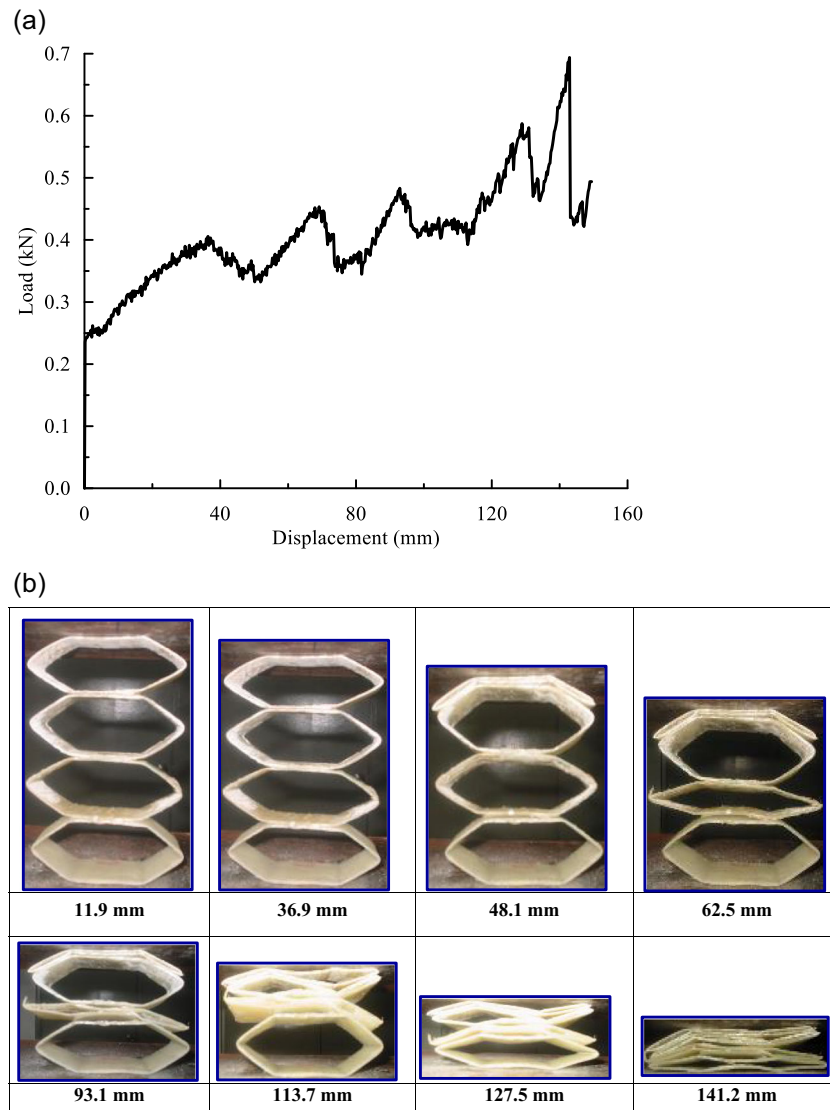 (a)
0.7
0.6
0.5
0.4
0.3
0.2
0.1
0.0
Load (kN)
0 40 80 120 160
Displacement (mm)
(b)
11.9 mm 36.9 mm 48.1 mm 62.5 mm
93.1 mm 113.7 mm 127.5 mm 141.2 mm